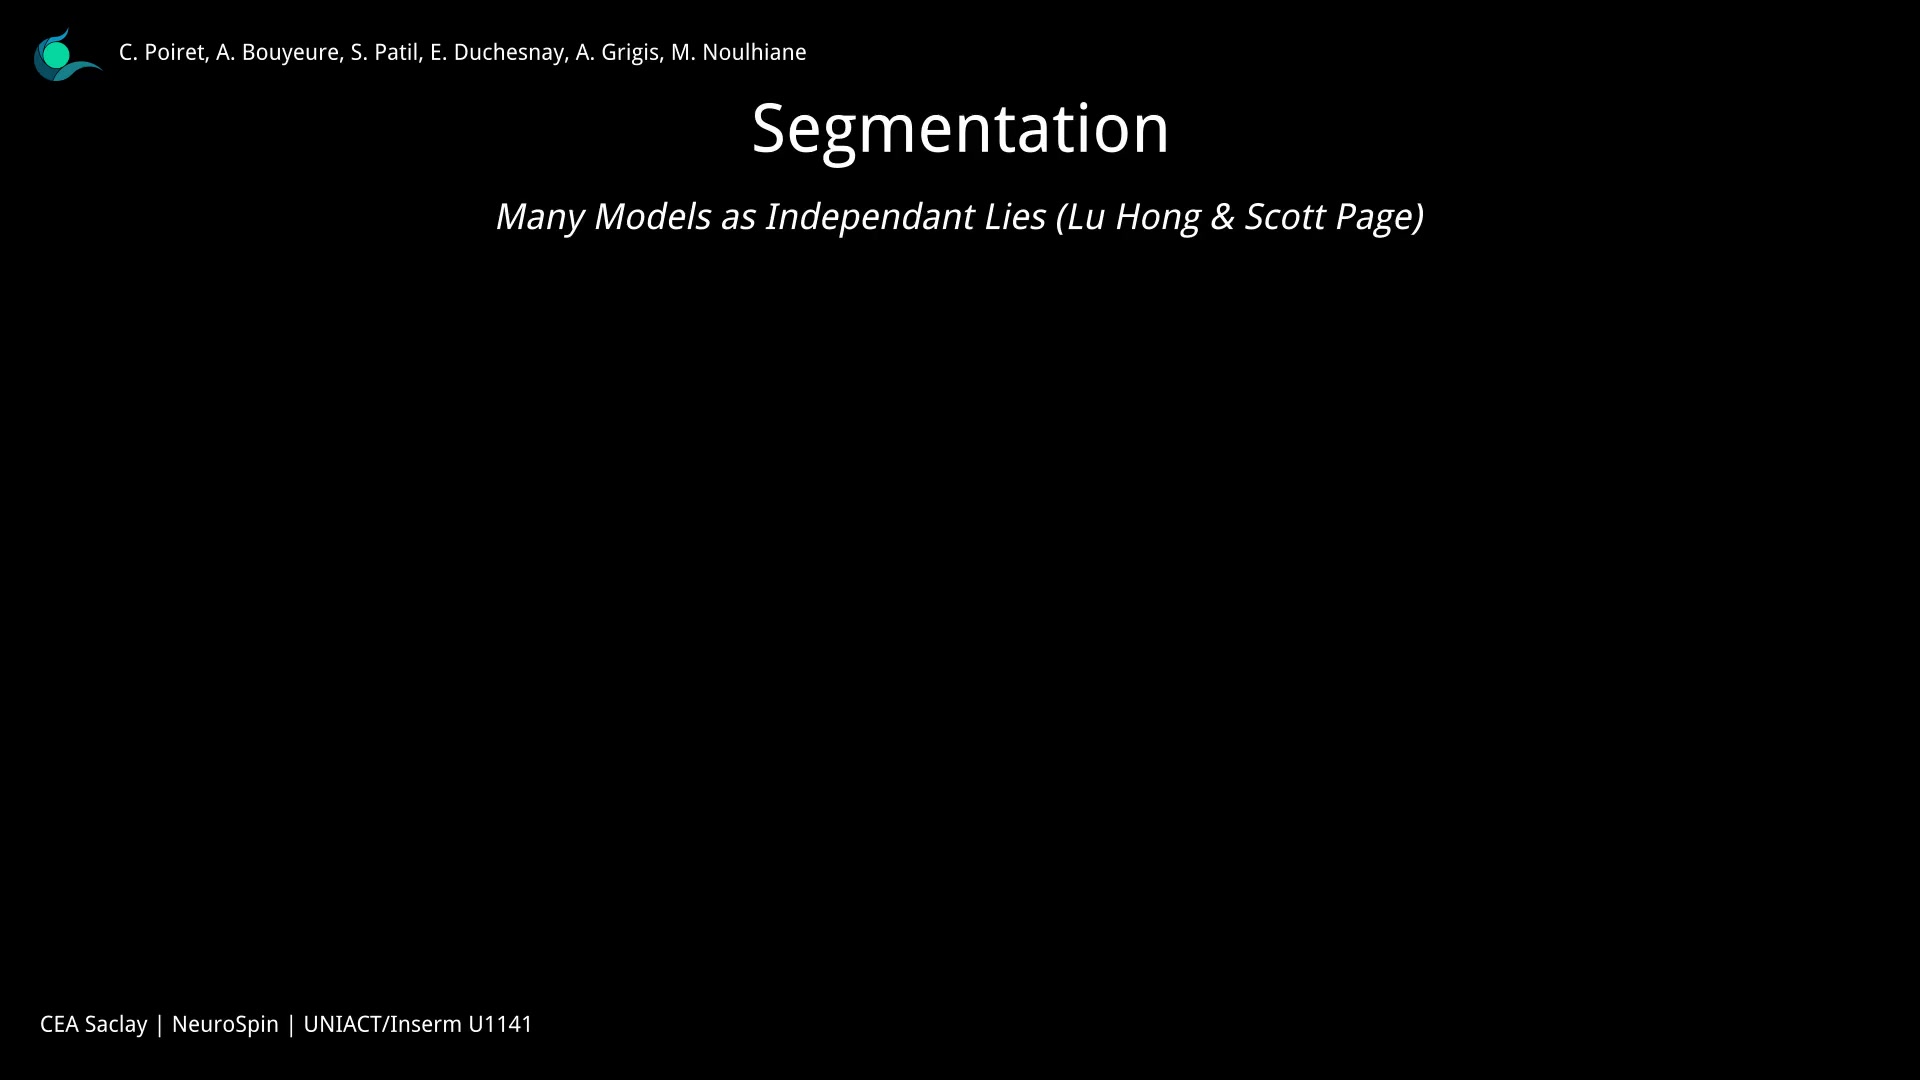 C. Poiret, A. Bouyeure, S. Patil, E. Duchesnay, A. Grigis, M. Noulhiane
Segmentation
Many Models as Independant Lies (Lu Hong & Scott Page)
CEA Saclay | NeuroSpin | UNIACT/Inserm U1141